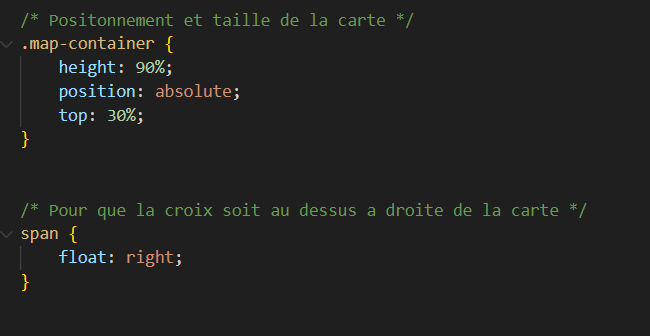 /* Positonnement et taille de la carte */
.map-container {
height: 90%;
position: absolute;
top: 30%;
}
/* Pour que la croix soit au dessus a droite de la carte */
span {
float: right;
}